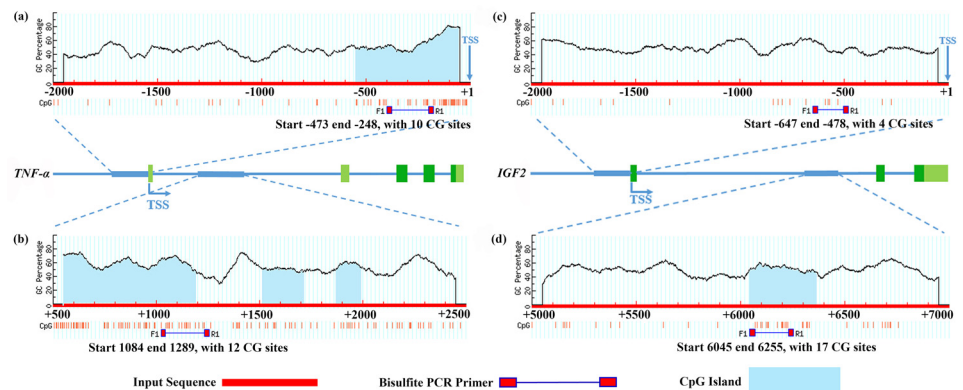 (a)
GC Percentage
80
60
40
20
0
TSS
-2000
-1500
-1000
-500
+1
CpG
F1
R1
Start -473 end -248, with 10 CG sites
(c)
GC Percentage
80
60
40
20
0
TSS
-2000
-1500
-1000
-500
+1
CpG
F1
R1
Start -647 end -478, with 4 CG sites
TNF-α
TSS
IGF2
TSS
(b)
GC Percentage
80
60
40
20
0
+500
+1000
+1500
+2000
+2500
CpG
F1
R1
Start 1084 end 1289, with 12 CG sites
(d)
GC Percentage
80
60
40
20
0
+5000
+5500
+6000
+6500
+7000
CpG
F1
R1
Start 6045 end 6255, with 17 CG sites
Input Sequence
Bisulfite PCR Primer
CpG Island